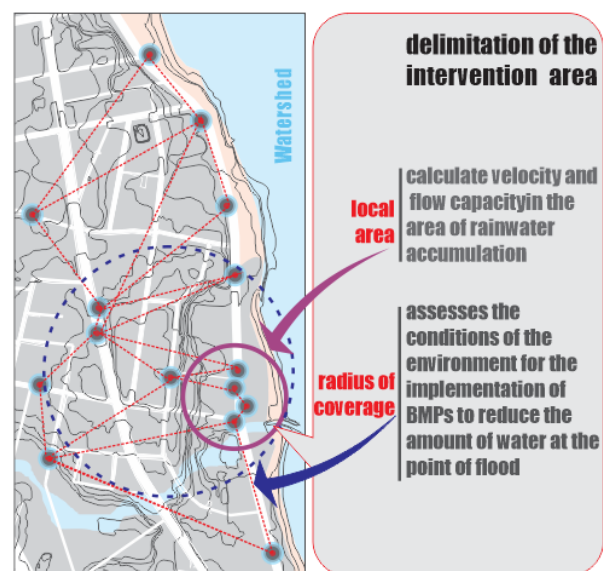 delimitation of the
intervention area
Watershed
local
area
calculate velocity and
flow capacityin the
area of rainwater
accumulation
radius of
coverage
assesses the
conditions of the
environment for the
implementation of
BMPs to reduce the
amount of water at the
point of flood